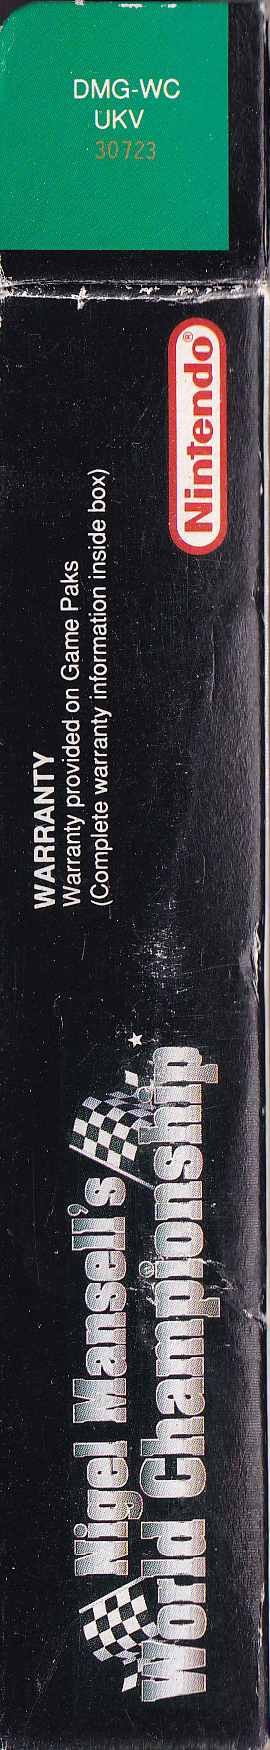 DMG-WC
UKV
30723
Nintendo®
WARRANTY
Warranty provided on Game Paks
(Complete warranty information inside box)
Nigel Mansell's
World Championship